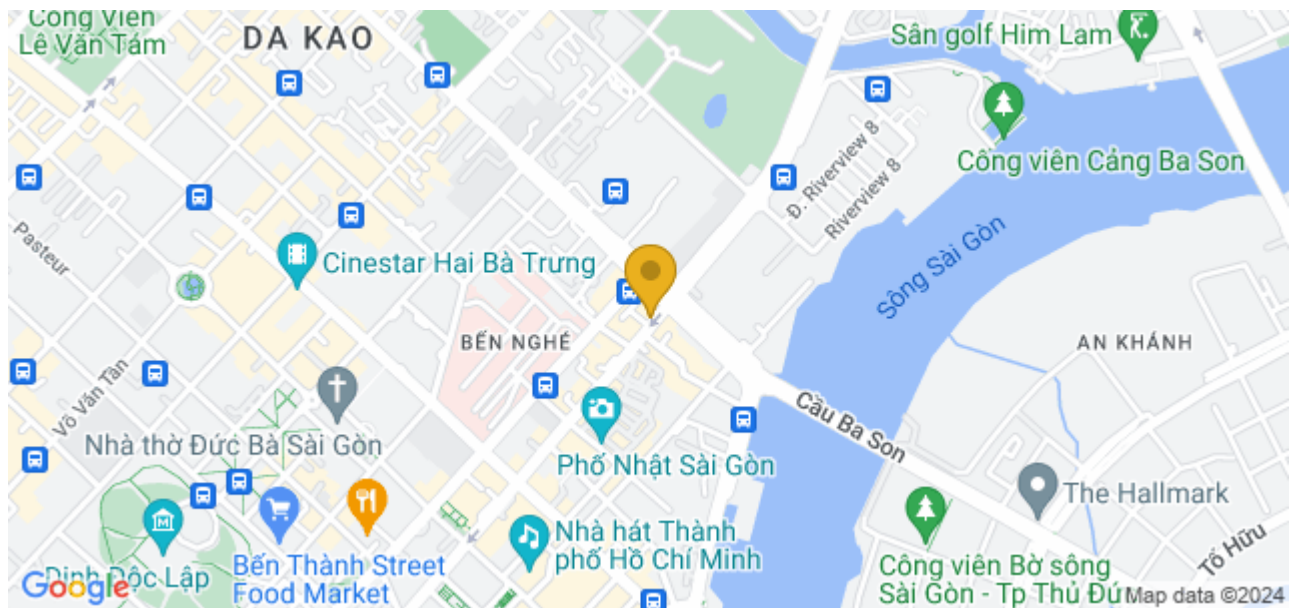 Công Viên
Lê Văn Tám
DA KAO
Sân golf Him Lam
Công viên Cảng Ba Son
Đ. Riverview 8
Riverview 8
Pasteur
Cinestar Hai Bà Trưng
Sông Sài Gòn
BẾN NGHÉ
AN KHÁNH
Võ Văn Tần
Nhà thờ Đức Bà Sài Gòn
Cầu Ba Son
Phố Nhật Sài Gòn
The Hallmark
Tố Hữu
Nhà hát Thành
phố Hồ Chí Minh
Bến Thành Street
Food Market
Dinh Độc Lập
Google
Công viên Bờ sông
Sài Gòn - Tp Thủ Đứ
Map data ©2024